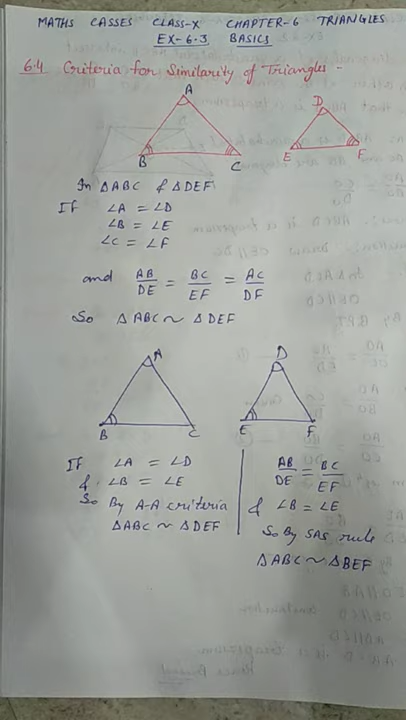 MATHS CASSES CLASS-X CHAPTER-6 TRIANGLES
EX-6.3 BASICS
6.4 Criteria for Similarity of Triangles -
A
B
C
D
E
F
In ΔABC & ΔDEF
If ∠A = ∠D
∠B = ∠E
∠C = ∠F
and AB/DE = BC/EF = AC/DF
So ΔABC ~ ΔDEF
A
B
C
D
E
F
If ∠A = ∠D
& ∠B = ∠E
So By A-A criteria
ΔABC ~ ΔDEF
AB/DE = BC/EF
& ∠B = ∠E
So By SAS rule
ΔABC ~ ΔBEF